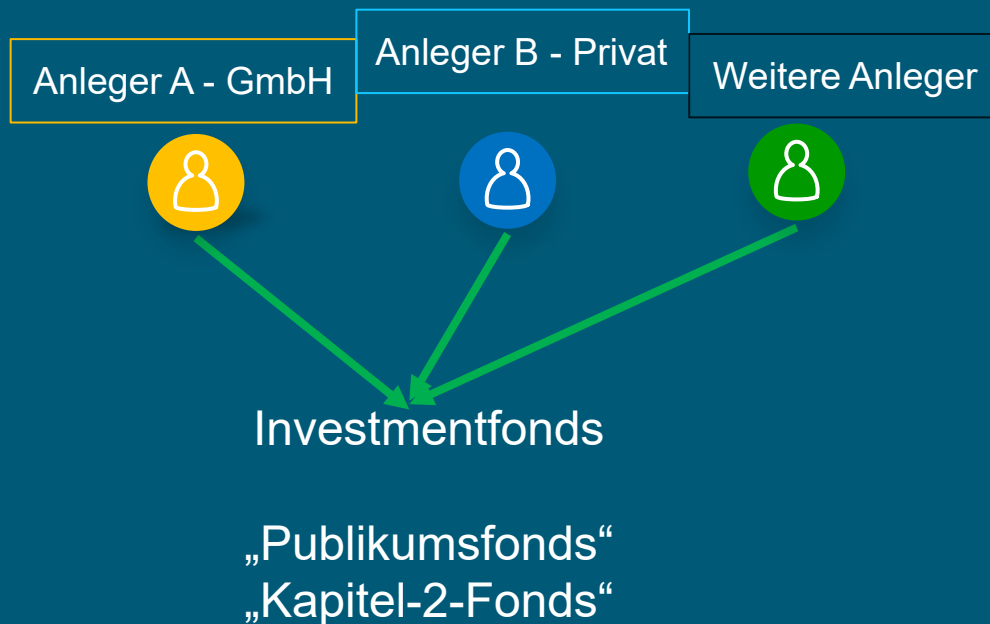 Anleger A - GmbH
Anleger B - Privat
Weitere Anleger
Investmentfonds
„Publikumsfonds“
„Kapitel-2-Fonds“